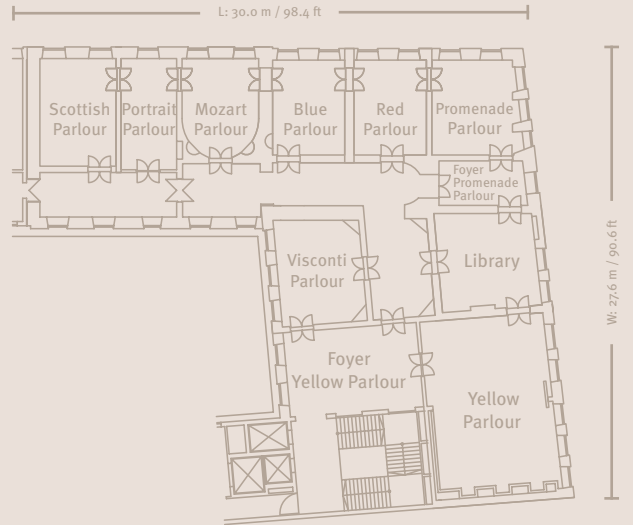 L: 30.0 m / 98.4 ft
Scottish
Parlour
Portrait
Parlour
Mozart
Parlour
Blue
Parlour
Red
Parlour
Promenade
Parlour
Foyer
Promenade
Parlour
Visconti
Parlour
Library
W: 27.6 m / 90.6 ft
Foyer
Yellow Parlour
Yellow
Parlour